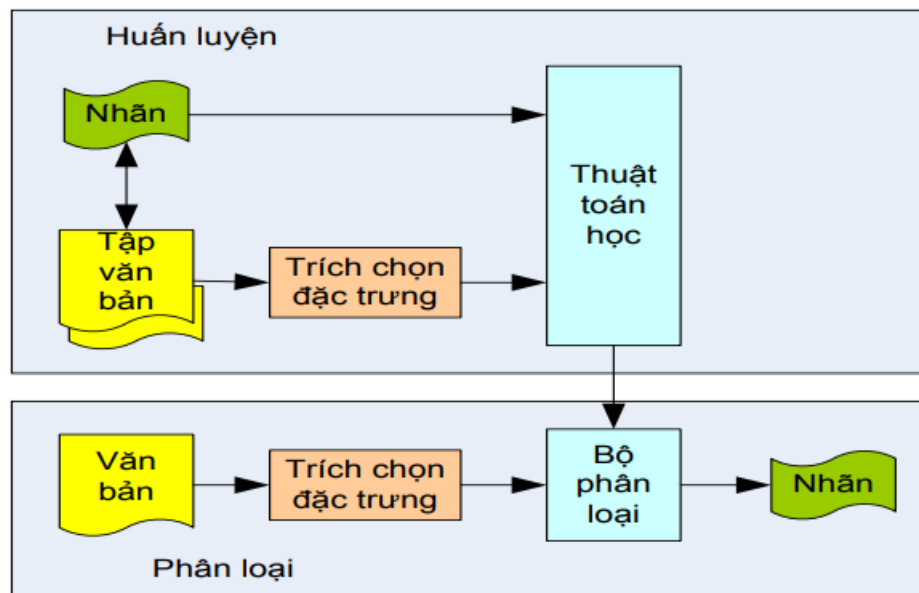 Huấn luyện
Nhãn
Thuật
toán
học
Tập
văn
bản
Trích chọn
đặc trưng
Văn
bản
Trích chọn
đặc trưng
Bộ
phân
loại
Nhãn
Phân loại